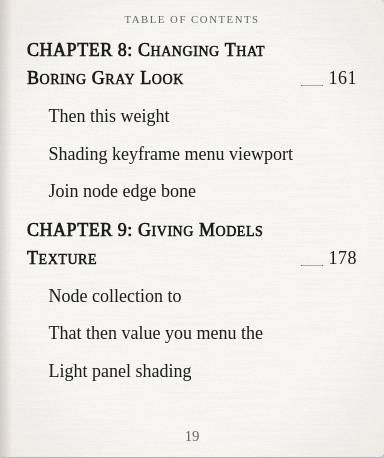 TABLE OF CONTENTS
CHAPTER 8: CHANGING THAT
BORING GRAY LOOK 161
Then this weight
Shading keyframe menu viewport
Join node edge bone
CHAPTER 9: GIVING MODELS
TEXTURE 178
Node collection to
That then value you menu the
Light panel shading
19